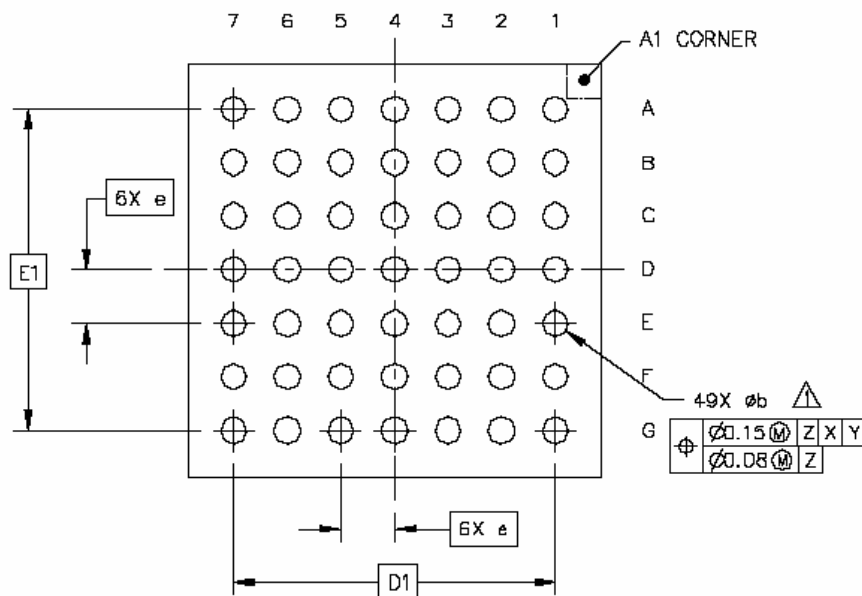 7 6 5 4 3 2 1
A1 CORNER
A
B
C
D
E
F
G
6X e
E1
49X øb 1
⌖ Ø0.15 Ⓜ Z X Y
Ø0.08 Ⓜ Z
6X e
D1